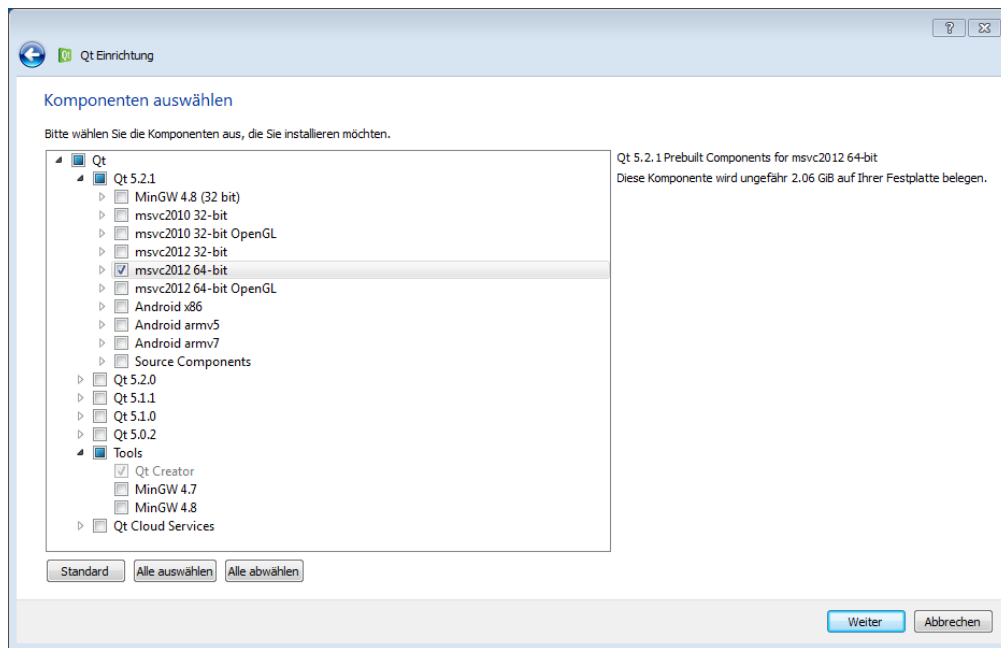 Qt Einrichtung
Komponenten auswählen
Bitte wählen Sie die Komponenten aus, die Sie installieren möchten.
Qt
Qt 5.2.1
MinGW 4.8 (32 bit)
msvc2010 32-bit
msvc2010 32-bit OpenGL
msvc2012 32-bit
msvc2012 64-bit
msvc2012 64-bit OpenGL
Android x86
Android armv5
Android armv7
Source Components
Qt 5.2.0
Qt 5.1.1
Qt 5.1.0
Qt 5.0.2
Tools
Qt Creator
MinGW 4.7
MinGW 4.8
Qt Cloud Services
Qt 5.2.1 Prebuilt Components for msvc2012 64-bit
Diese Komponente wird ungefähr 2.06 GiB auf Ihrer Festplatte belegen.
Standard Alle auswählen Alle abwählen
Weiter Abbrechen